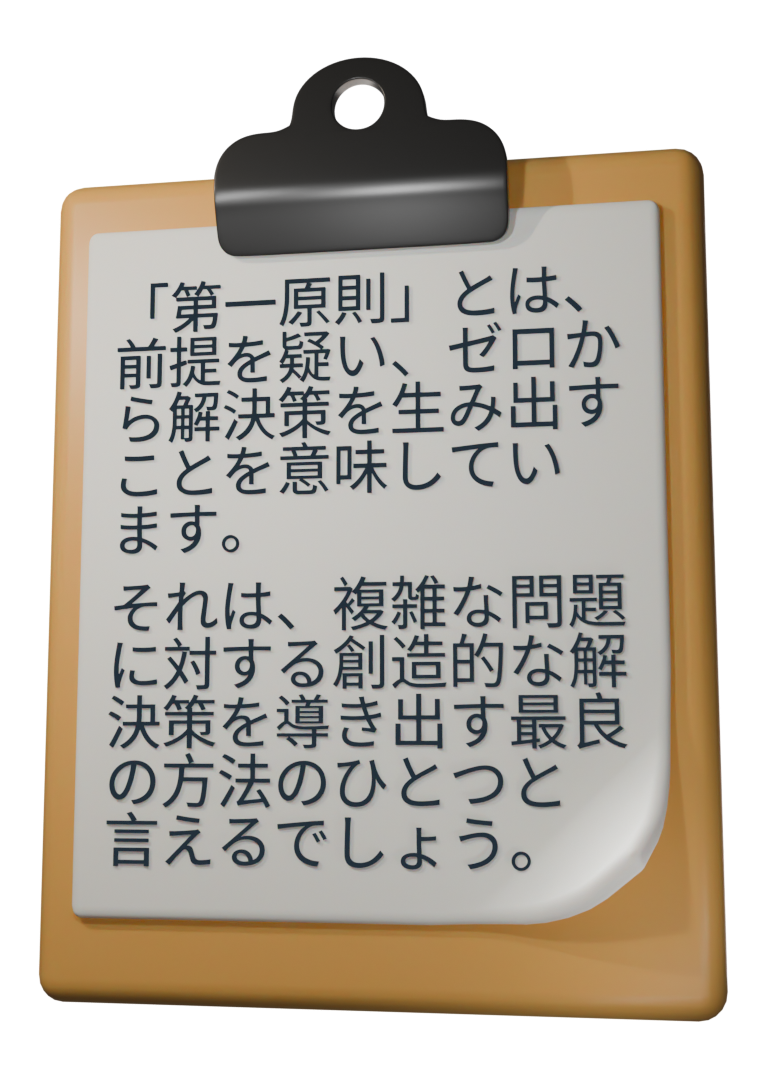 「第一原則」とは、
前提を疑い、ゼロか
ら解決策を生み出す
ことを意味してい
ます。
それは、複雑な問題
に対する創造的な解
決策を導き出す最良
の方法のひとつと
言えるでしょう。